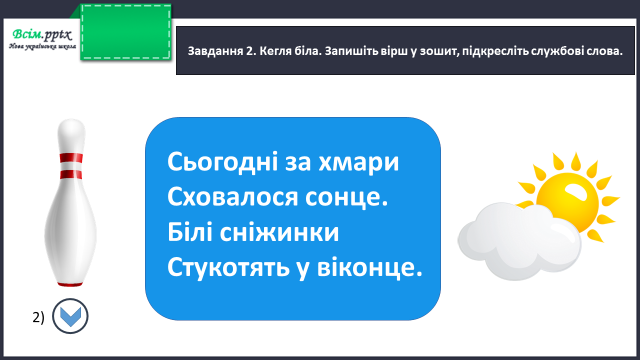 Всім.pptx
Нова українська школа
Завдання 2. Кегля біла. Запишіть вірш у зошит, підкресліть службові слова.
Сьогодні за хмари
Сховалося сонце.
Білі сніжинки
Стукотять у віконце.
2)